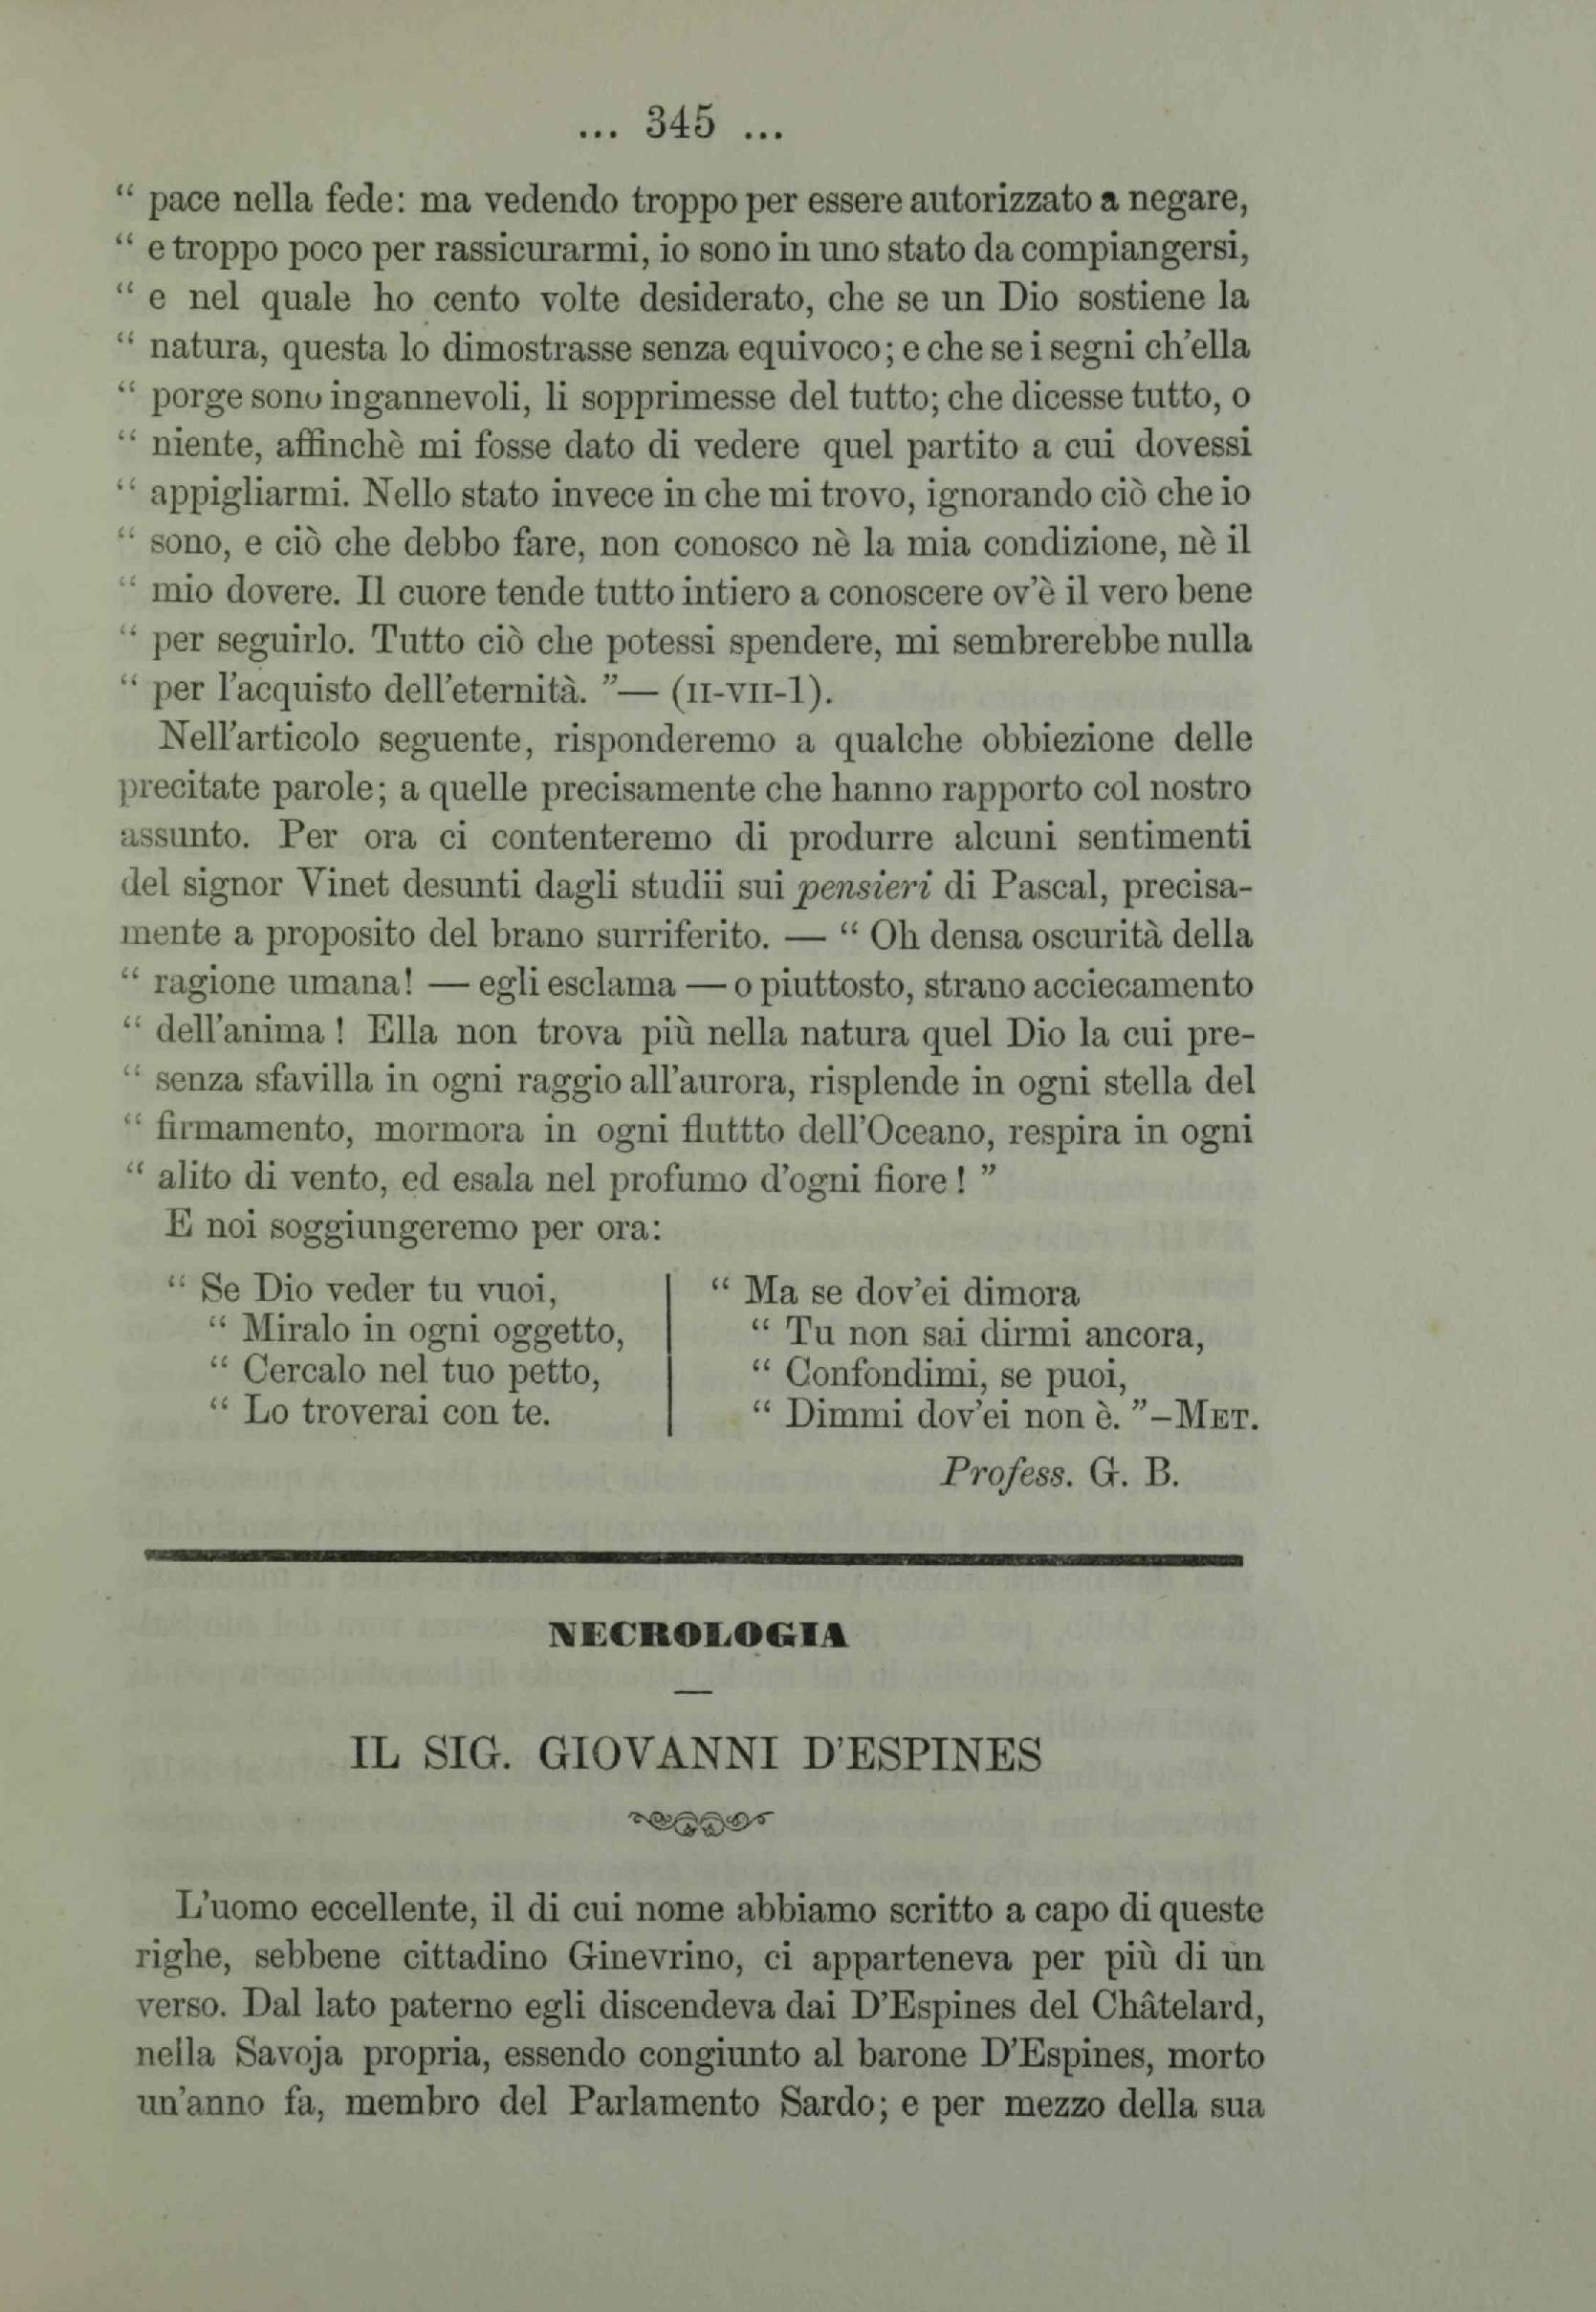 ... 345 ...
“ pace nella fede: ma vedendo troppo per essere autorizzato a negare,
“ e troppo poco per rassicurarmi, io sono in uno stato da compiangersi,
“ e nel quale ho cento volte desiderato, che se un Dio sostiene la
“ natura, questa lo dimostrasse senza equivoco; e che se i segni ch'ella
“ porge sono ingannevoli, li sopprimesse del tutto; che dicesse tutto, o
“ niente, affinchè mi fosse dato di vedere quel partito a cui dovessi
“ appigliarmi. Nello stato invece in che mi trovo, ignorando ciò che io
“ sono, e ciò che debbo fare, non conosco nè la mia condizione, nè il
“ mio dovere. Il cuore tende tutto intiero a conoscere ov'è il vero bene
“ per seguirlo. Tutto ciò che potessi spendere, mi sembrerebbe nulla
“ per l'acquisto dell'eternità. ”— (II-VII-1).
Nell'articolo seguente, risponderemo a qualche obbiezione delle
precitate parole; a quelle precisamente che hanno rapporto col nostro
assunto. Per ora ci contenteremo di produrre alcuni sentimenti
del signor Vinet desunti dagli studii sui pensieri di Pascal, precisa-
mente a proposito del brano surriferito. — “ Oh densa oscurità della
“ ragione umana! — egli esclama — o piuttosto, strano acciecamento
“ dell'anima ! Ella non trova più nella natura quel Dio la cui pre-
“ senza sfavilla in ogni raggio all'aurora, risplende in ogni stella del
“ firmamento, mormora in ogni fluttto dell'Oceano, respira in ogni
“ alito di vento, ed esala nel profumo d'ogni fiore ! ”
E noi soggiungeremo per ora:
“ Se Dio veder tu vuoi,
“ Miralo in ogni oggetto,
“ Cercalo nel tuo petto,
“ Lo troverai con te.
“ Ma se dov'ei dimora
“ Tu non sai dirmi ancora,
“ Confondimi, se puoi,
“ Dimmi dov'ei non è. ”–MET.
Profess. G. B.
NECROLOGIA
IL SIG. GIOVANNI D'ESPINES
L'uomo eccellente, il di cui nome abbiamo scritto a capo di queste
righe, sebbene cittadino Ginevrino, ci apparteneva per più di un
verso. Dal lato paterno egli discendeva dai D'Espines del Châtelard,
nella Savoja propria, essendo congiunto al barone D'Espines, morto
un'anno fa, membro del Parlamento Sardo; e per mezzo della sua